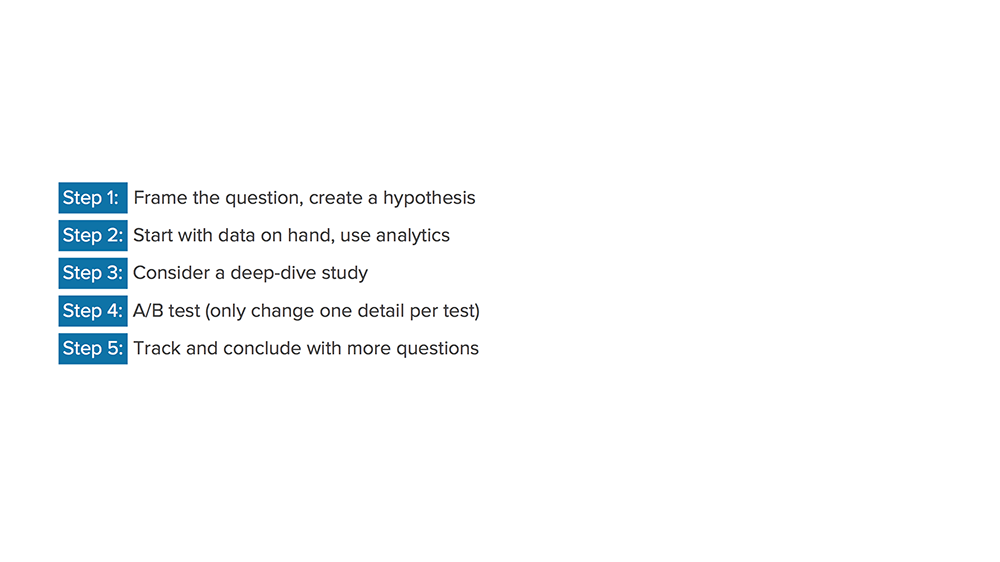 Step 1: Frame the question, create a hypothesis
Step 2: Start with data on hand, use analytics
Step 3: Consider a deep-dive study
Step 4: A/B test (only change one detail per test)
Step 5: Track and conclude with more questions